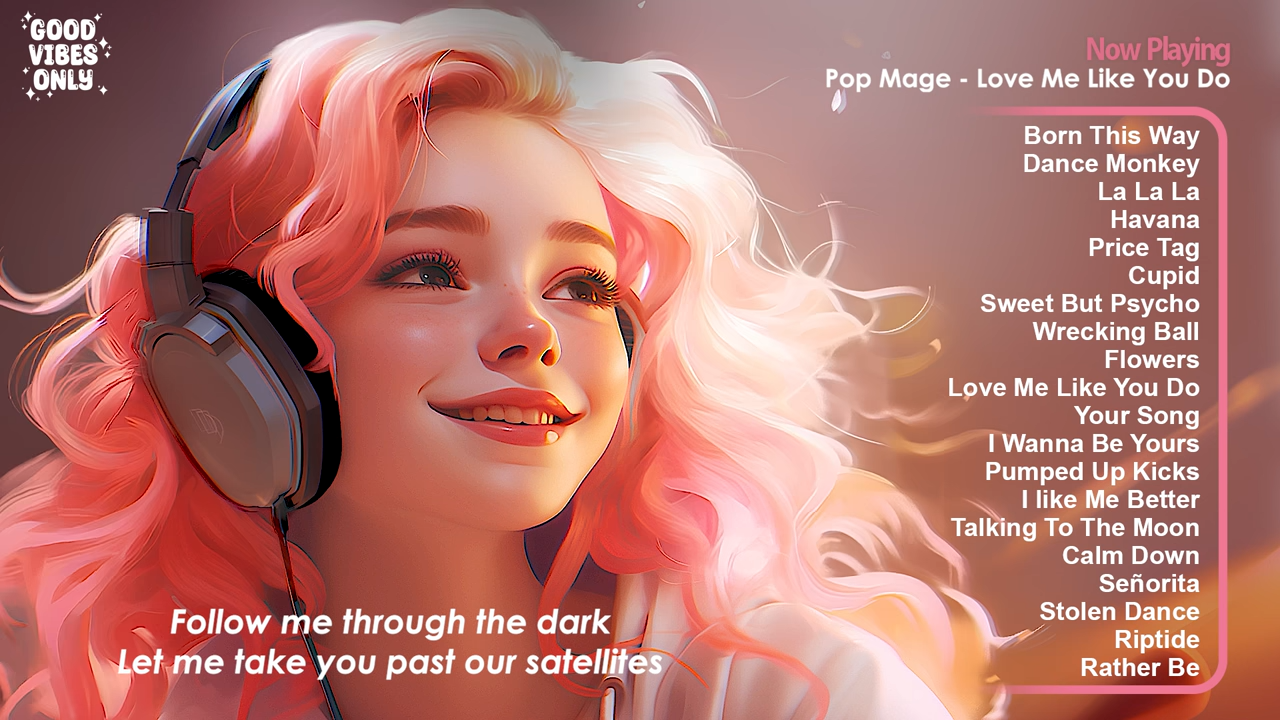 GOOD
VIBES
ONLY
Now Playing
Pop Mage - Love Me Like You Do
Born This Way
Dance Monkey
La La La
Havana
Price Tag
Cupid
Sweet But Psycho
Wrecking Ball
Flowers
Love Me Like You Do
Your Song
I Wanna Be Yours
Pumped Up Kicks
I like Me Better
Talking To The Moon
Calm Down
Señorita
Stolen Dance
Riptide
Rather Be
Follow me through the dark
Let me take you past our satellites